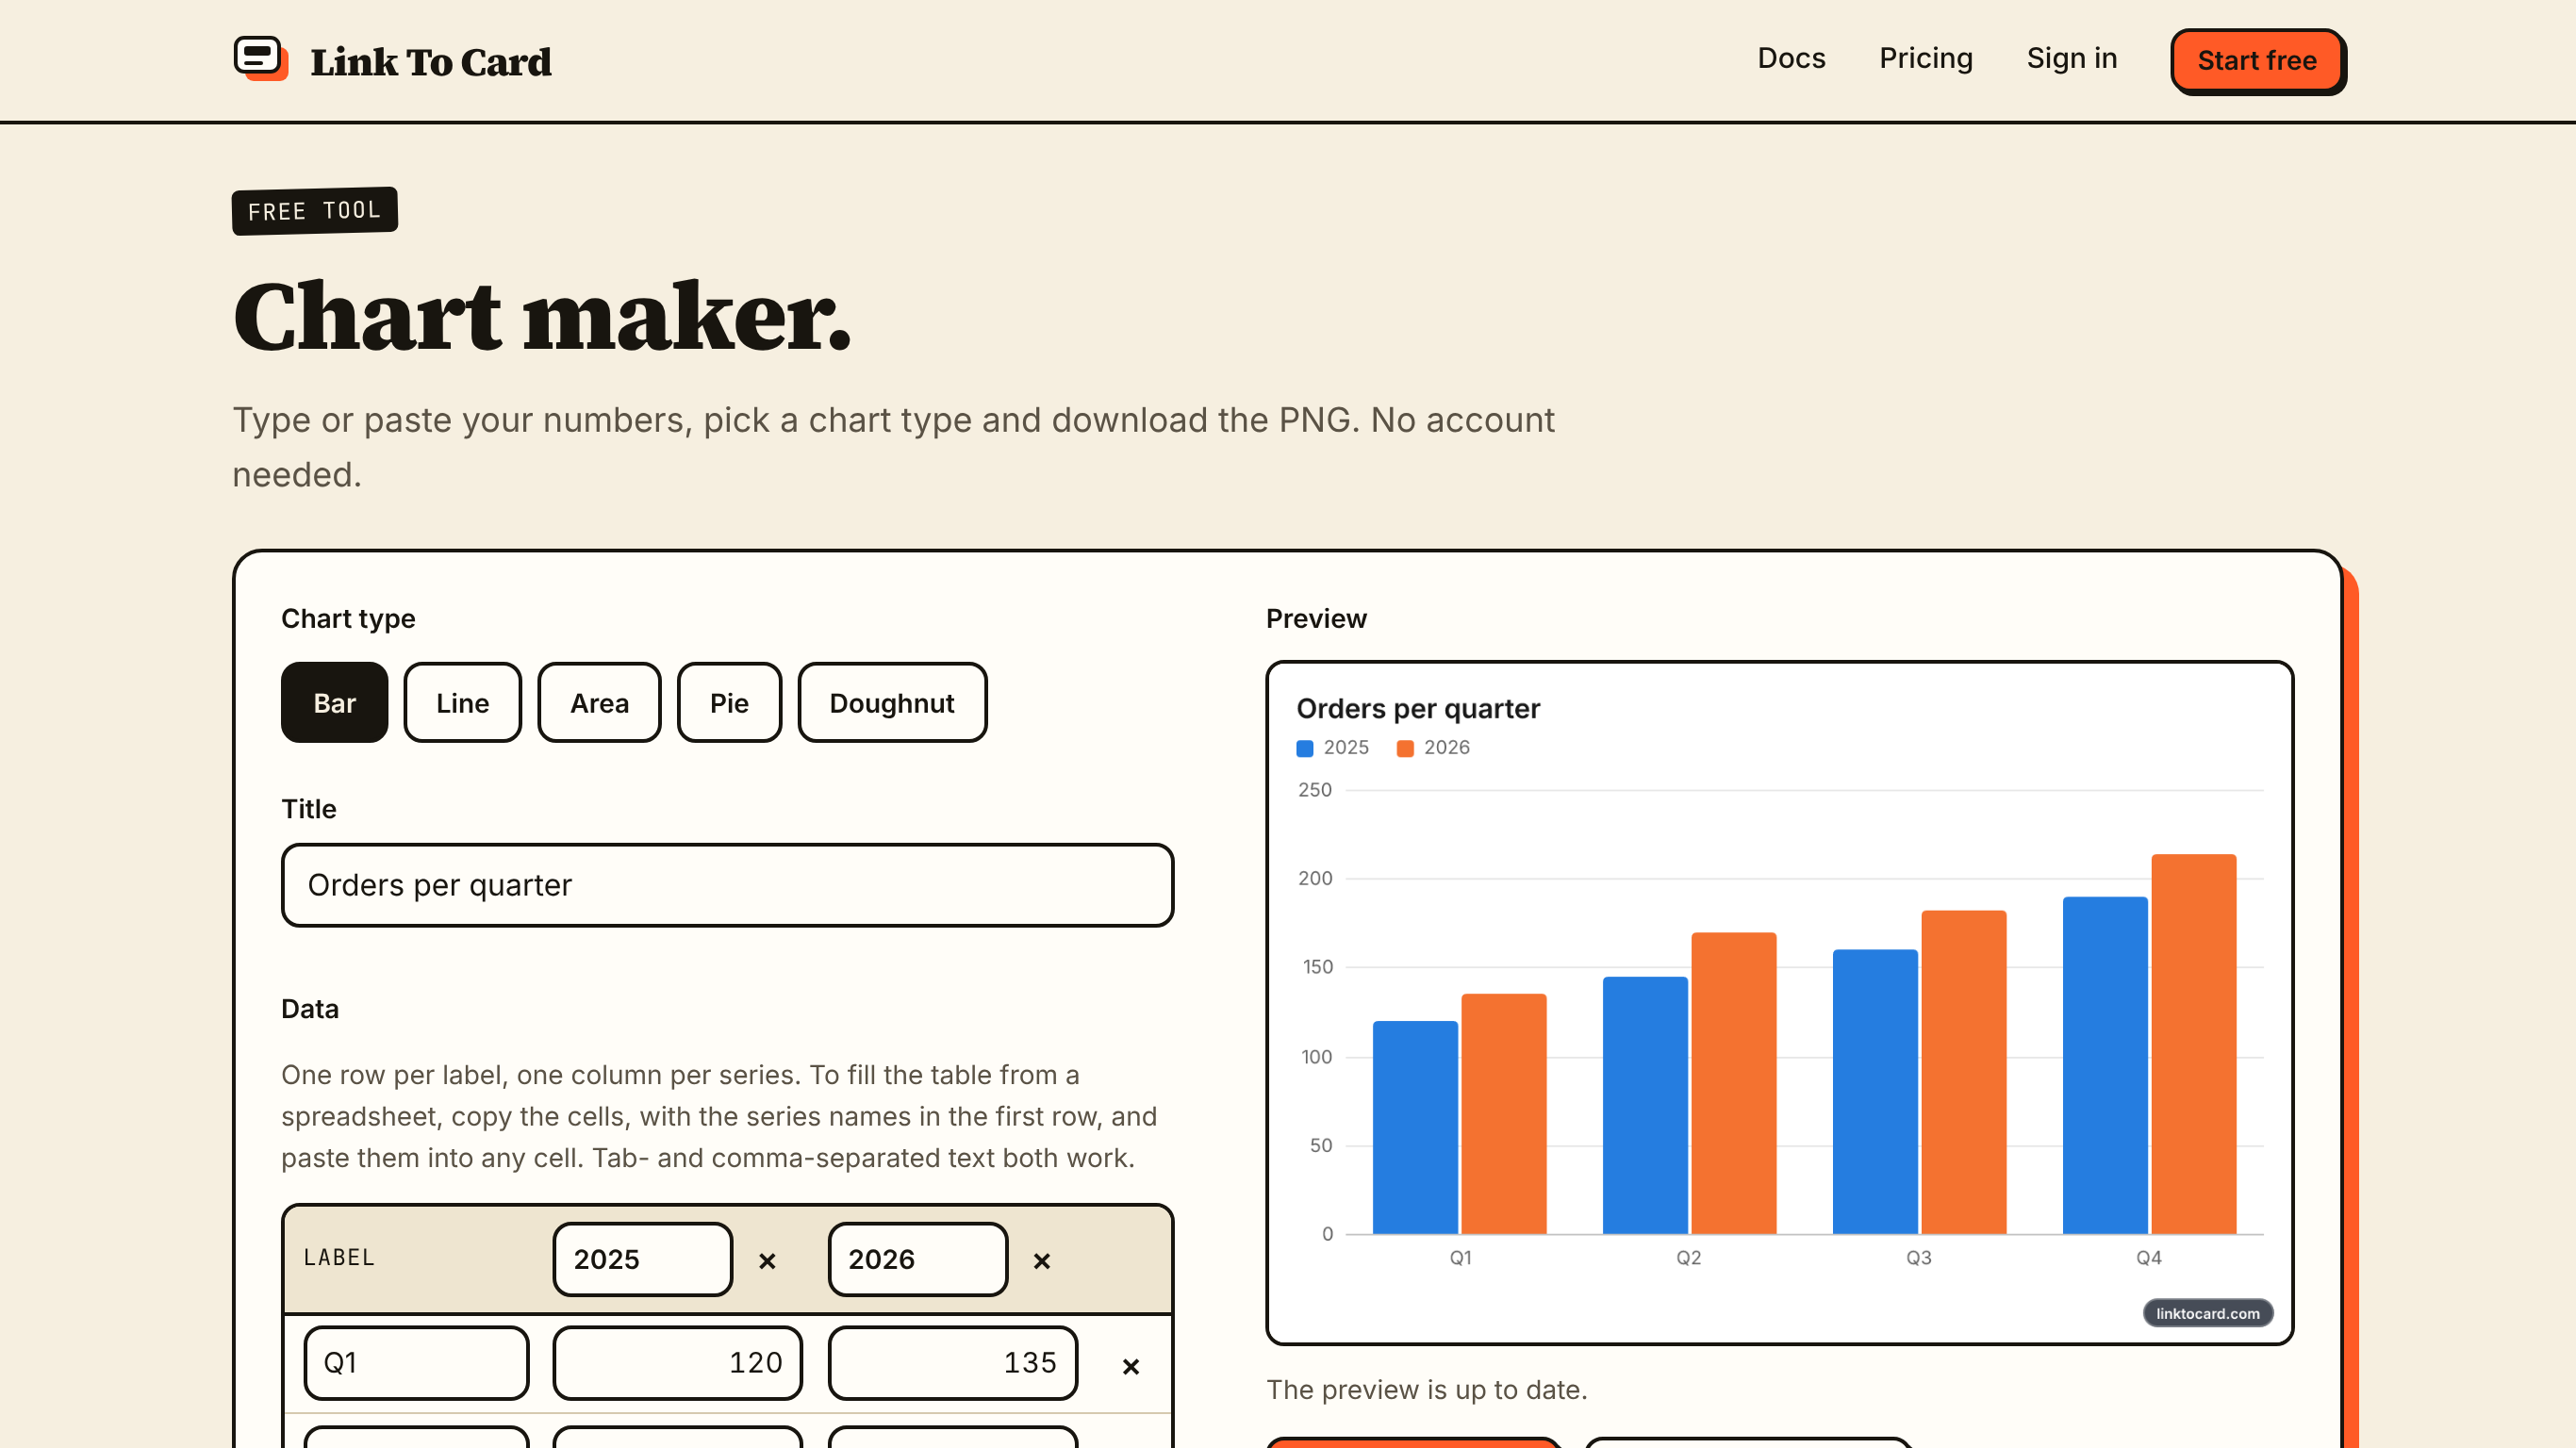 Link To Card
Docs
Pricing
Sign in
Start free
FREE TOOL
Chart maker.
Type or paste your numbers, pick a chart type and download the PNG. No account
needed.
Chart type
Bar
Line
Area
Pie
Doughnut
Title
Orders per quarter
Data
One row per label, one column per series. To fill the table from a
spreadsheet, copy the cells, with the series names in the first row, and
paste them into any cell. Tab- and comma-separated text both work.
LABEL
2025 ×
2026 ×
Q1
120
135
×
Preview
Orders per quarter
2025
2026
250
200
150
100
50
0
Q1
Q2
Q3
Q4
linktocard.com
The preview is up to date.